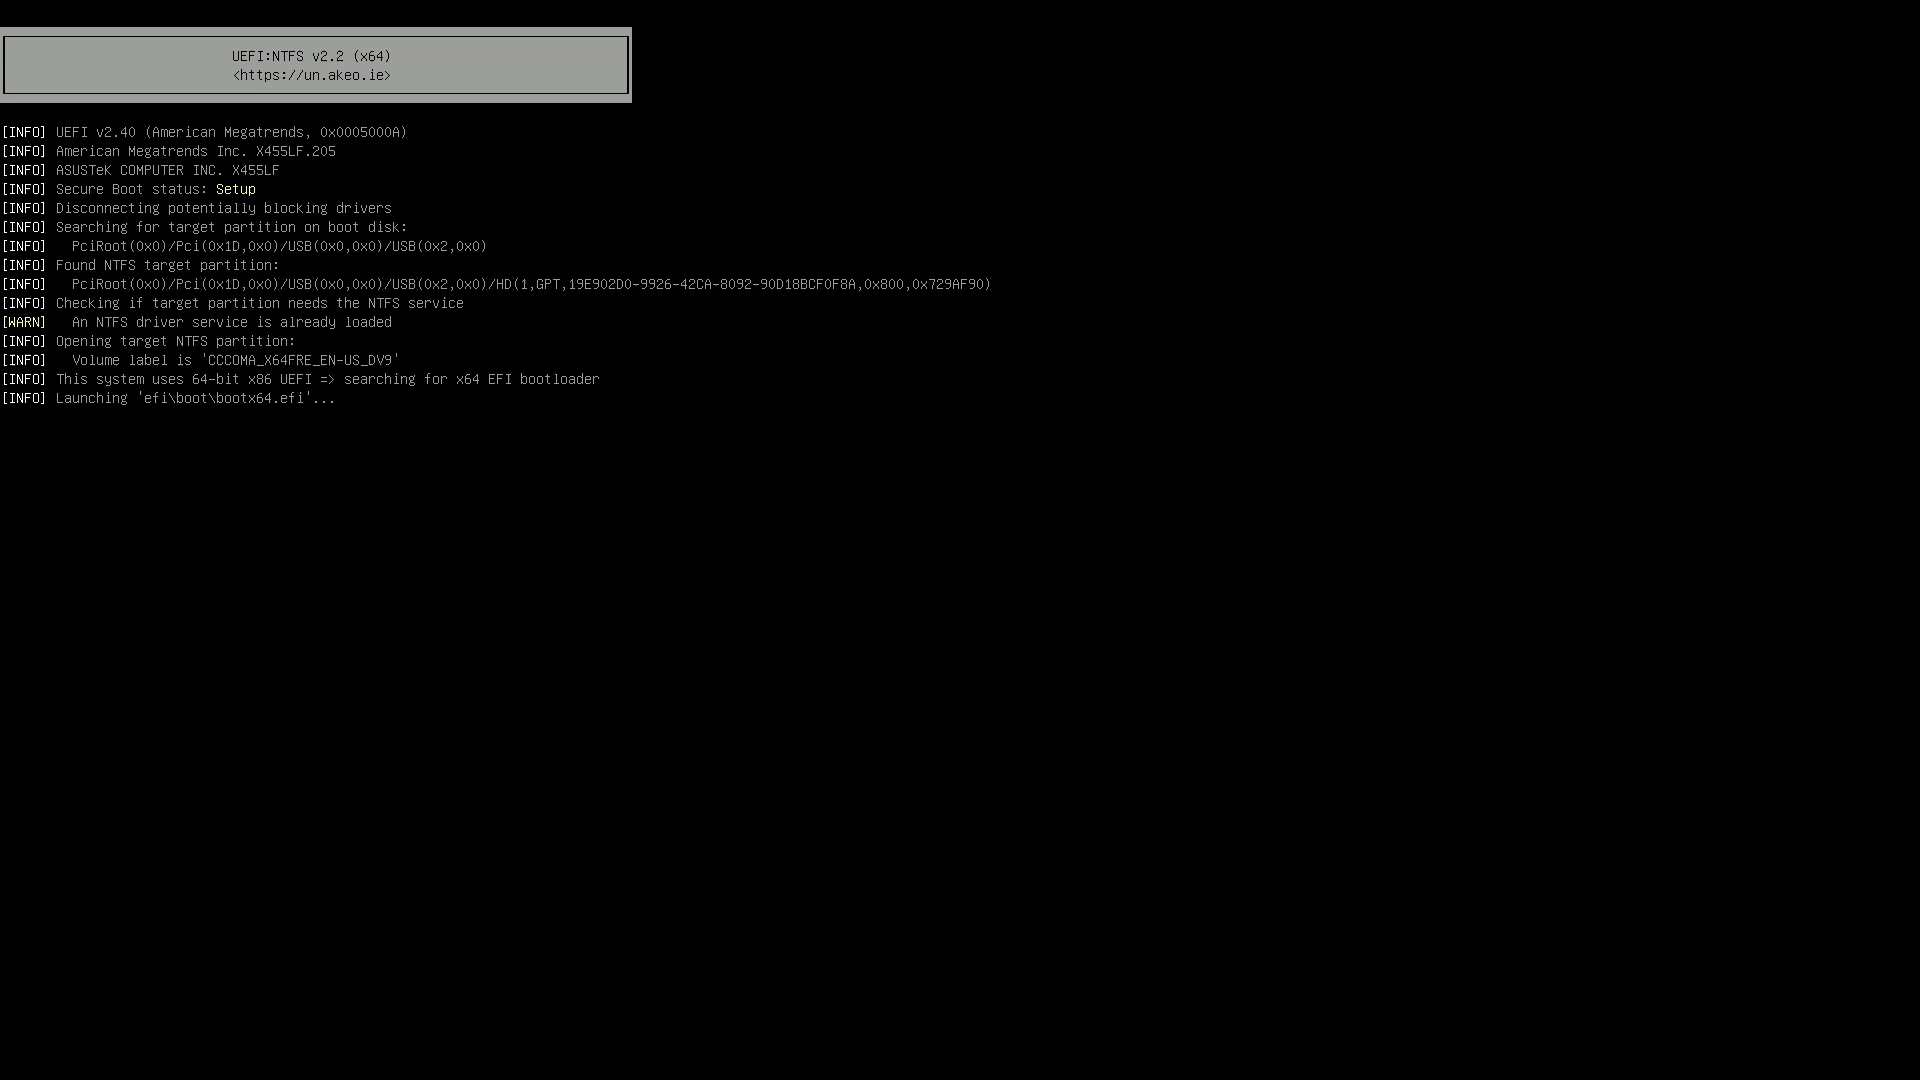 UEFI:NTFS v2.2 (x64)
<https://un.akeo.ie>
[INFO] UEFI v2.40 (American Megatrends, 0x0005000A)
[INFO] American Megatrends Inc. X455LF.205
[INFO] ASUSTeK COMPUTER INC. X455LF
[INFO] Secure Boot status: Setup
[INFO] Disconnecting potentially blocking drivers
[INFO] Searching for target partition on boot disk:
[INFO]   PciRoot(0x0)/Pci(0x1D,0x0)/USB(0x0,0x0)/USB(0x2,0x0)
[INFO] Found NTFS target partition:
[INFO]   PciRoot(0x0)/Pci(0x1D,0x0)/USB(0x0,0x0)/USB(0x2,0x0)/HD(1,GPT,19E902D0-9926-42CA-8092-90D18BCF0F8A,0x800,0x729AF90)
[INFO] Checking if target partition needs the NTFS service
[WARN]   An NTFS driver service is already loaded
[INFO] Opening target NTFS partition:
[INFO]   Volume label is 'CCCOMA_X64FRE_EN-US_DV9'
[INFO] This system uses 64-bit x86 UEFI => searching for x64 EFI bootloader
[INFO] Launching 'efi\boot\bootx64.efi'...